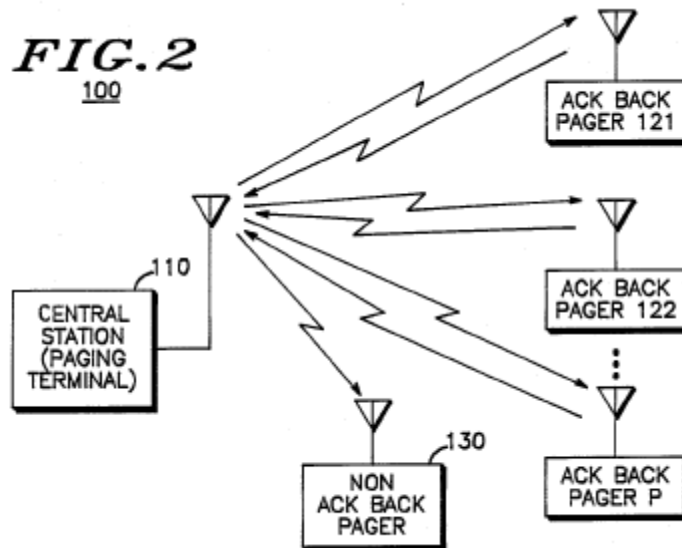 FIG.2
100
ACK BACK
PAGER 121
110
CENTRAL
STATION
(PAGING
TERMINAL)
ACK BACK
PAGER 122
130
NON
ACK BACK
PAGER
ACK BACK
PAGER P